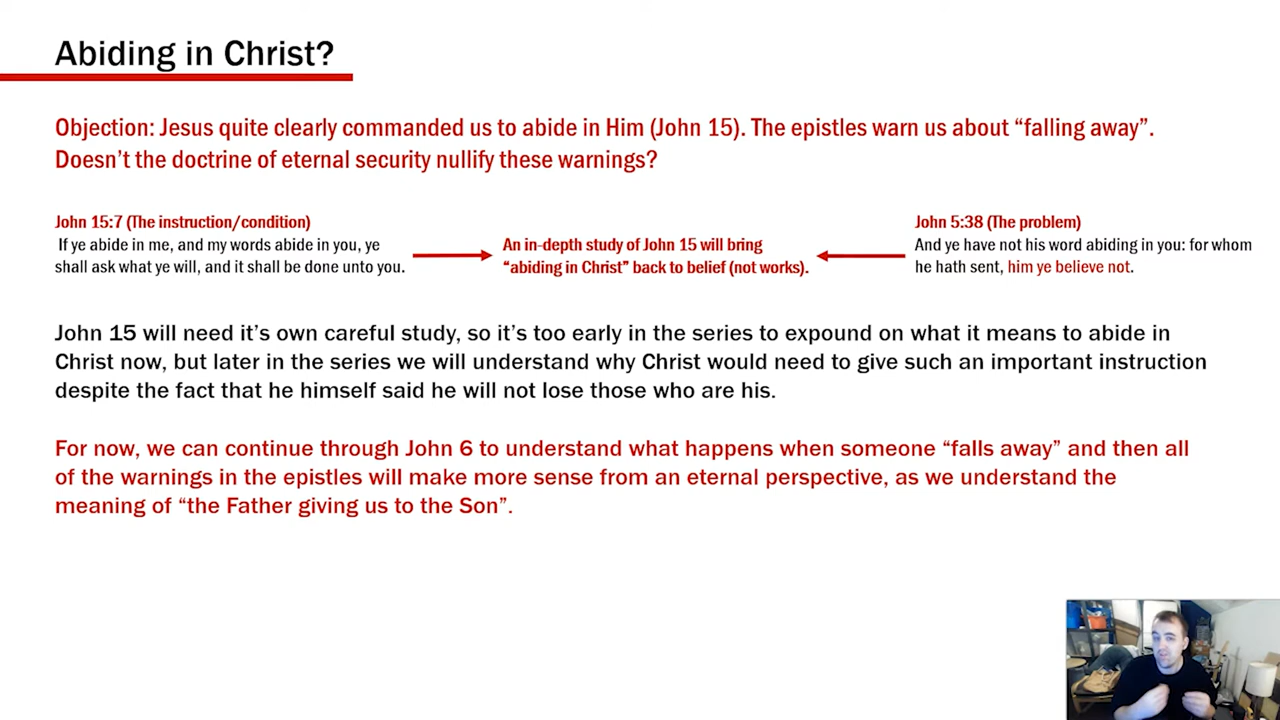 Abiding in Christ?
Objection: Jesus quite clearly commanded us to abide in Him (John 15). The epistles warn us about “falling away”.
Doesn’t the doctrine of eternal security nullify these warnings?
John 15:7 (The instruction/condition)
If ye abide in me, and my words abide in you, ye
shall ask what ye will, and it shall be done unto you.
An in-depth study of John 15 will bring
“abiding in Christ” back to belief (not works).
John 5:38 (The problem)
And ye have not his word abiding in you: for whom
he hath sent, him ye believe not.
John 15 will need it’s own careful study, so it’s too early in the series to expound on what it means to abide in
Christ now, but later in the series we will understand why Christ would need to give such an important instruction
despite the fact that he himself said he will not lose those who are his.
For now, we can continue through John 6 to understand what happens when someone “falls away” and then all
of the warnings in the epistles will make more sense from an eternal perspective, as we understand the
meaning of “the Father giving us to the Son”.